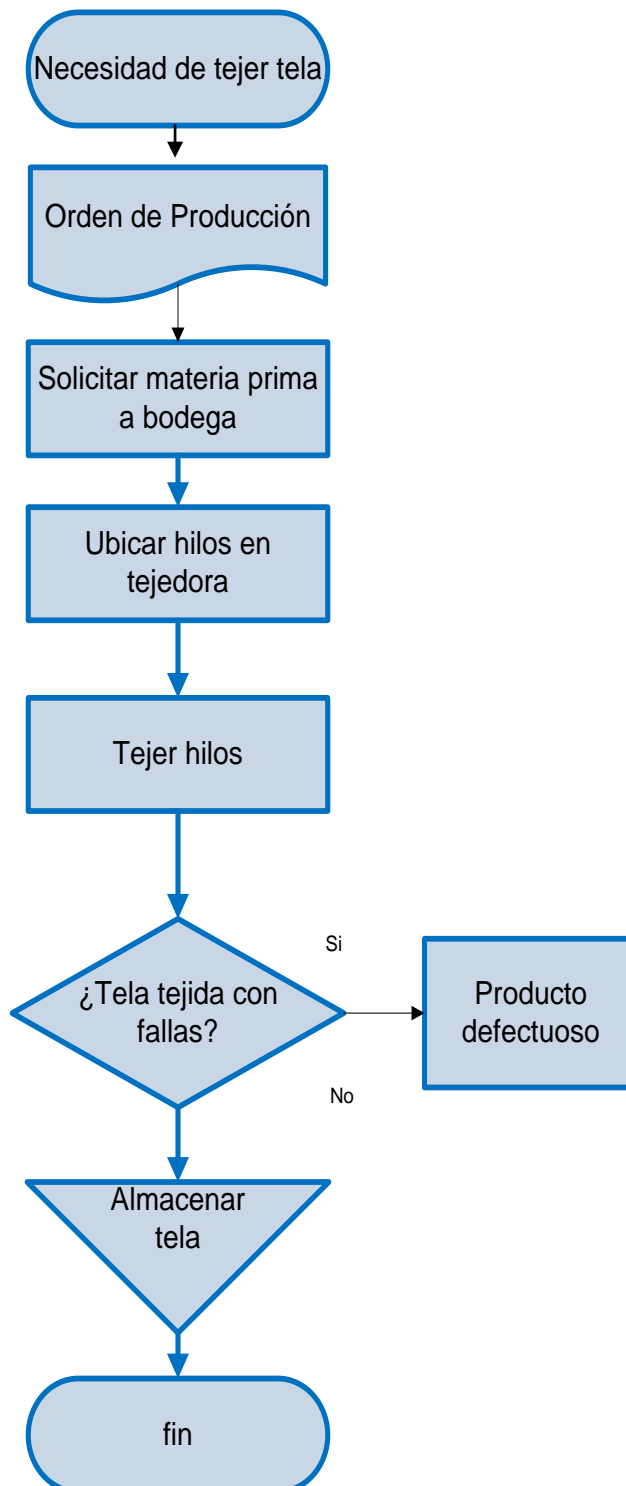 Necesidad de tejer tela
Orden de Producción
Solicitar materia prima
a bodega
Ubicar hilos en
tejedora
Tejer hilos
¿Tela tejida con
fallas?
Si
Producto
defectuoso
No
Almacenar
tela
fin